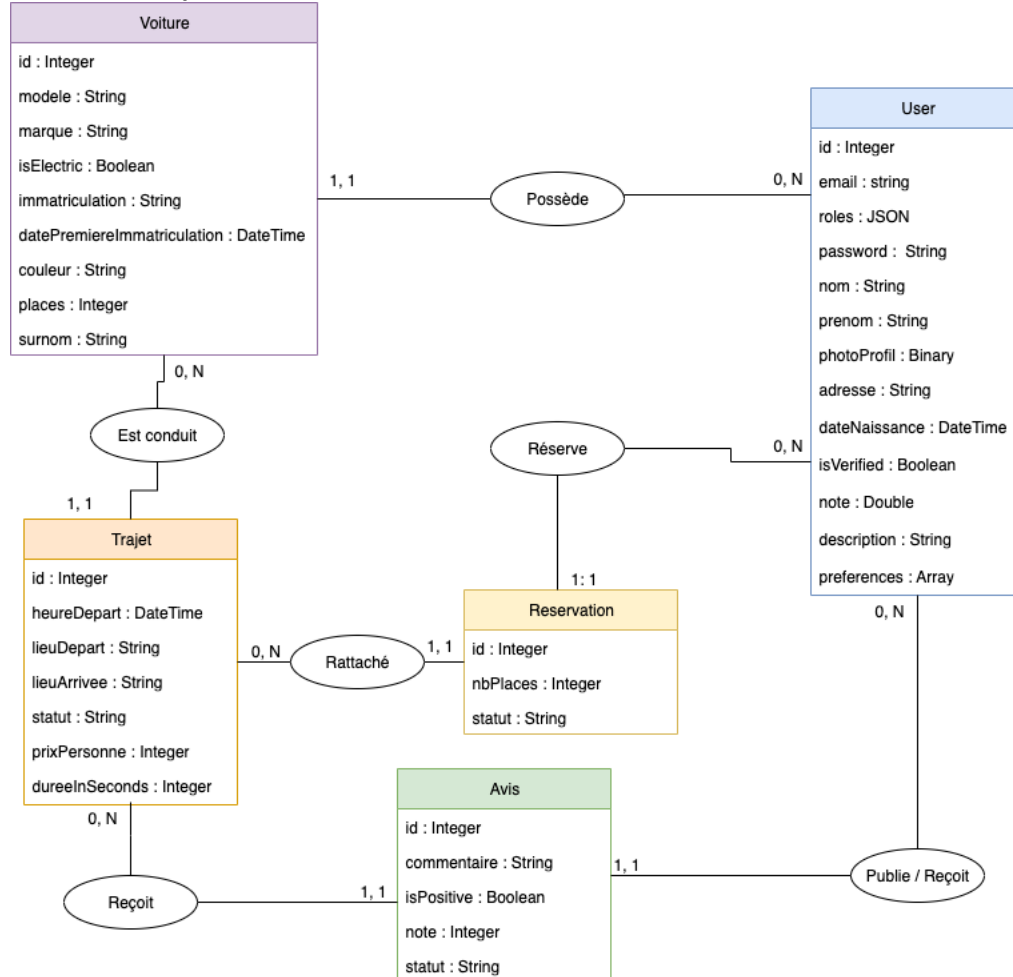 Voiture
id : Integer
modele : String
marque : String
isElectric : Boolean
immatriculation : String
datePremiereImmatriculation : DateTime
couleur : String
places : Integer
surnom : String
1, 1
Possède
0, N
User
id : Integer
email : string
roles : JSON
password :  String
nom : String
prenom : String
photoProfil : Binary
adresse : String
dateNaissance : DateTime
isVerified : Boolean
note : Double
description : String
preferences : Array
0, N
Est conduit
1, 1
Réserve
0, N
1: 1
0, N
Trajet
id : Integer
heureDepart : DateTime
lieuDepart : String
lieuArrivee : String
statut : String
prixPersonne : Integer
dureeInSeconds : Integer
0, N
Rattaché
1, 1
Reservation
id : Integer
nbPlaces : Integer
statut : String
0, N
Reçoit
1, 1
Avis
id : Integer
commentaire : String
isPositive : Boolean
note : Integer
statut : String
1, 1
Publie / Reçoit